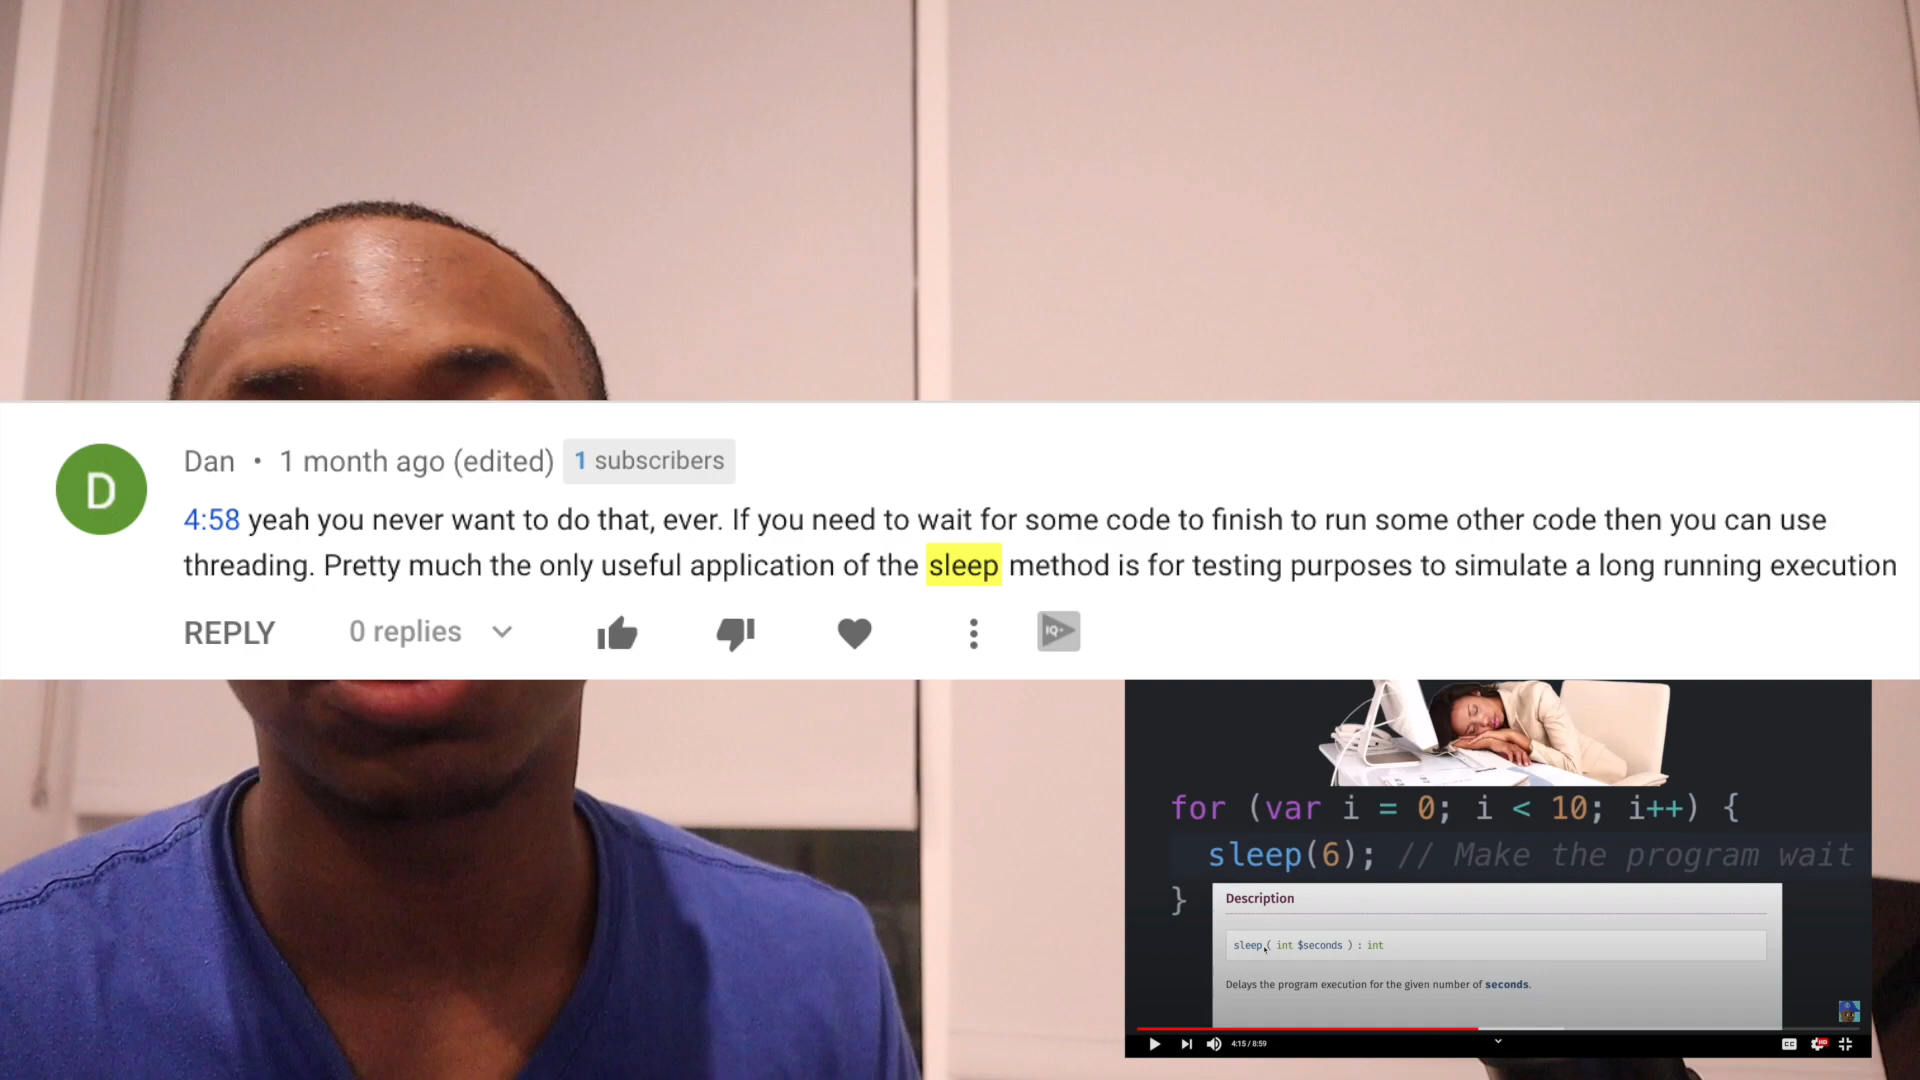 D
Dan • 1 month ago (edited) 1 subscribers
4:58 yeah you never want to do that, ever. If you need to wait for some code to finish to run some other code then you can use
threading. Pretty much the only useful application of the sleep method is for testing purposes to simulate a long running execution
REPLY 0 replies
IQ+
for (var i = 0; i < 10; i++) {
sleep(6); // Make the program wait
}
Description
sleep ( int $seconds ) : int
Delays the program execution for the given number of seconds.
4:15 / 8:59
CC HD